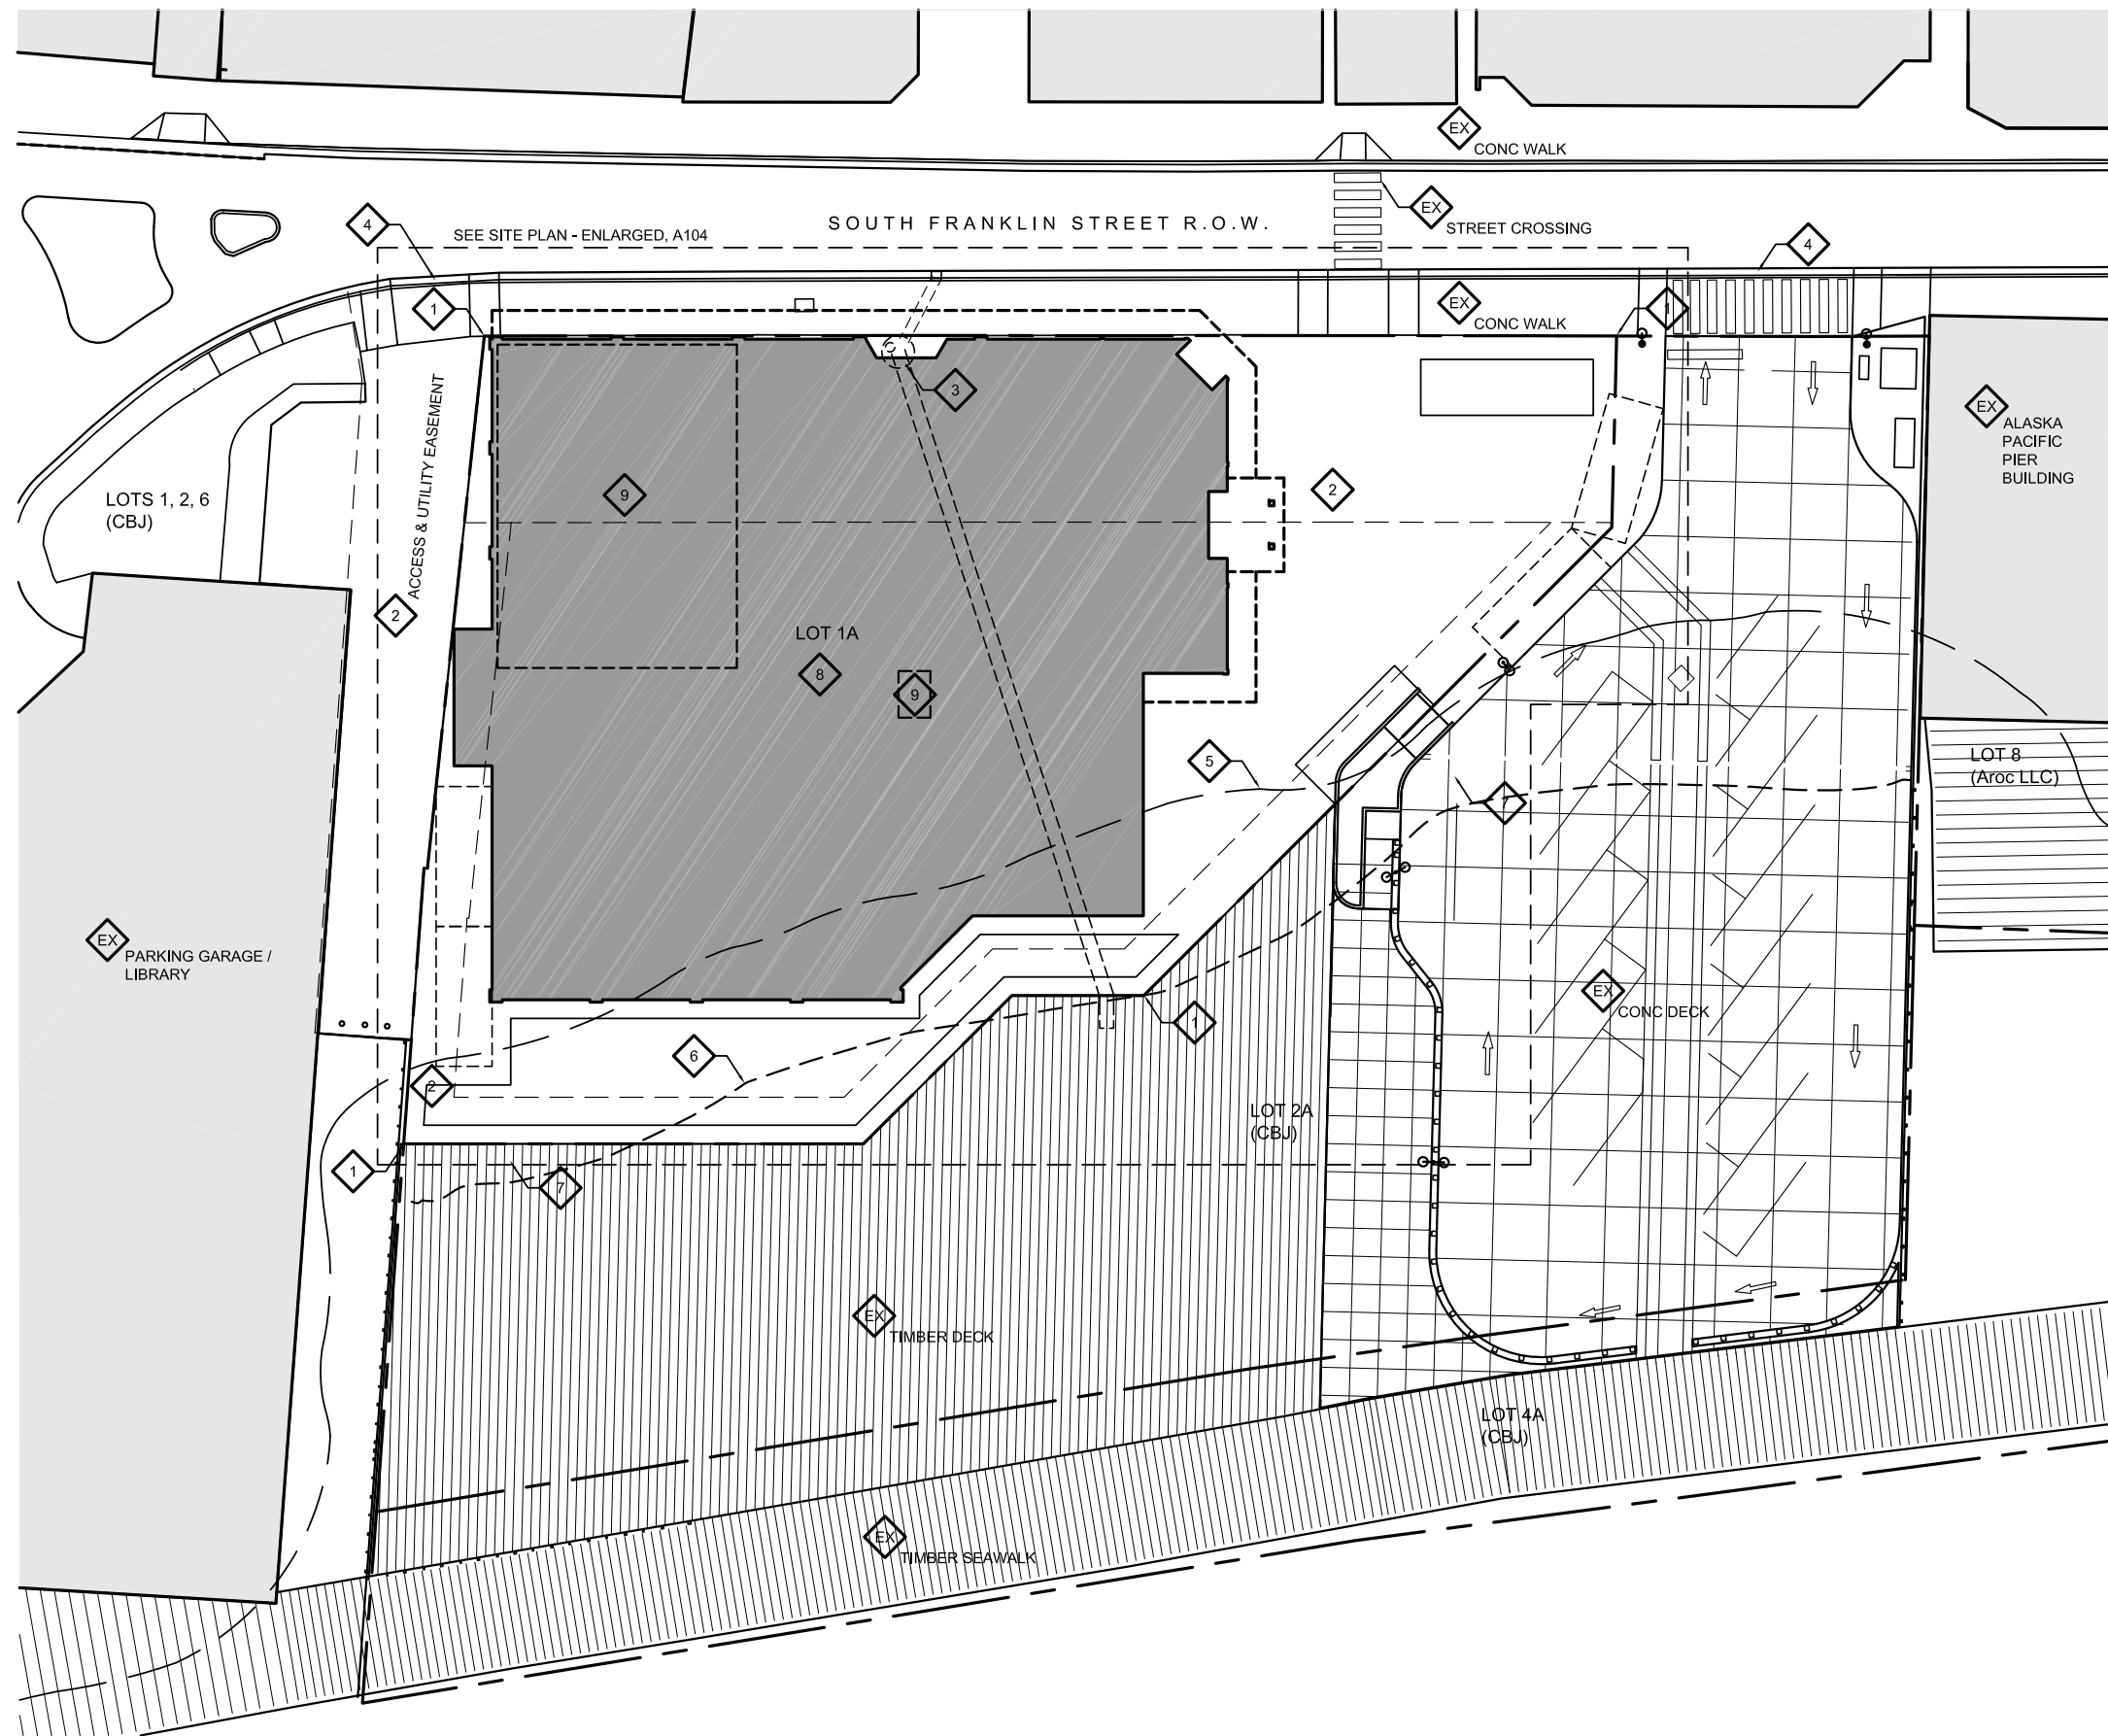 EX
CONC WALK
4
SEE SITE PLAN - ENLARGED, A104
SOUTH FRANKLIN STREET R.O.W.
EX
STREET CROSSING
4
1
EX
CONC WALK
1
3
ACCESS & UTILITY EASEMENT
EX
ALASKA
PACIFIC
PIER
BUILDING
LOTS 1, 2, 6
(CBJ)
9
2
2
LOT 1A
8
9
5
7
LOT 8
(Aroc LLC)
EX
PARKING GARAGE /
LIBRARY
EX
CONC DECK
1
6
2
LOT 2A
(CBJ)
1
7
EX
TIMBER DECK
LOT 4A
(CBJ)
EX
TIMBER SEAWALK